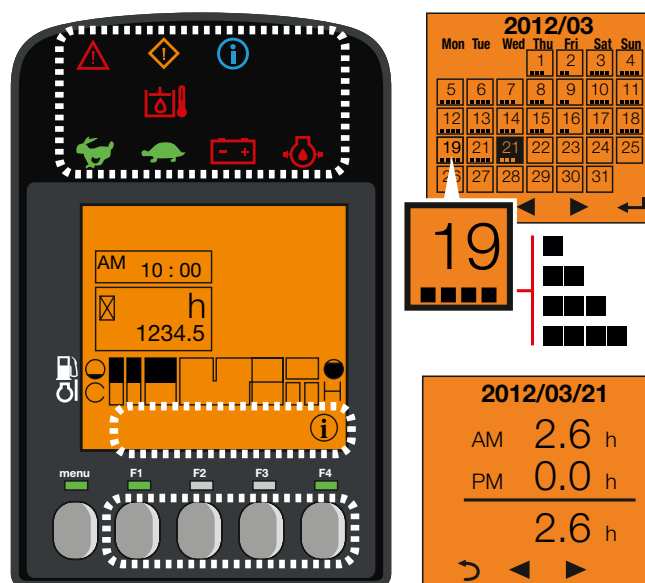 AM 10 : 00
h
1234.5
C H
i
menu F1 F2 F3 F4
2012/03
Mon Tue Wed Thu Fri Sat Sun
1 2 3 4
5 6 7 8 9 10 11
12 13 14 15 16 17 18
19 21 21 22 23 24 25
26 27 28 29 30 31
19
2012/03/21
AM 2.6 h
PM 0.0 h
2.6 h